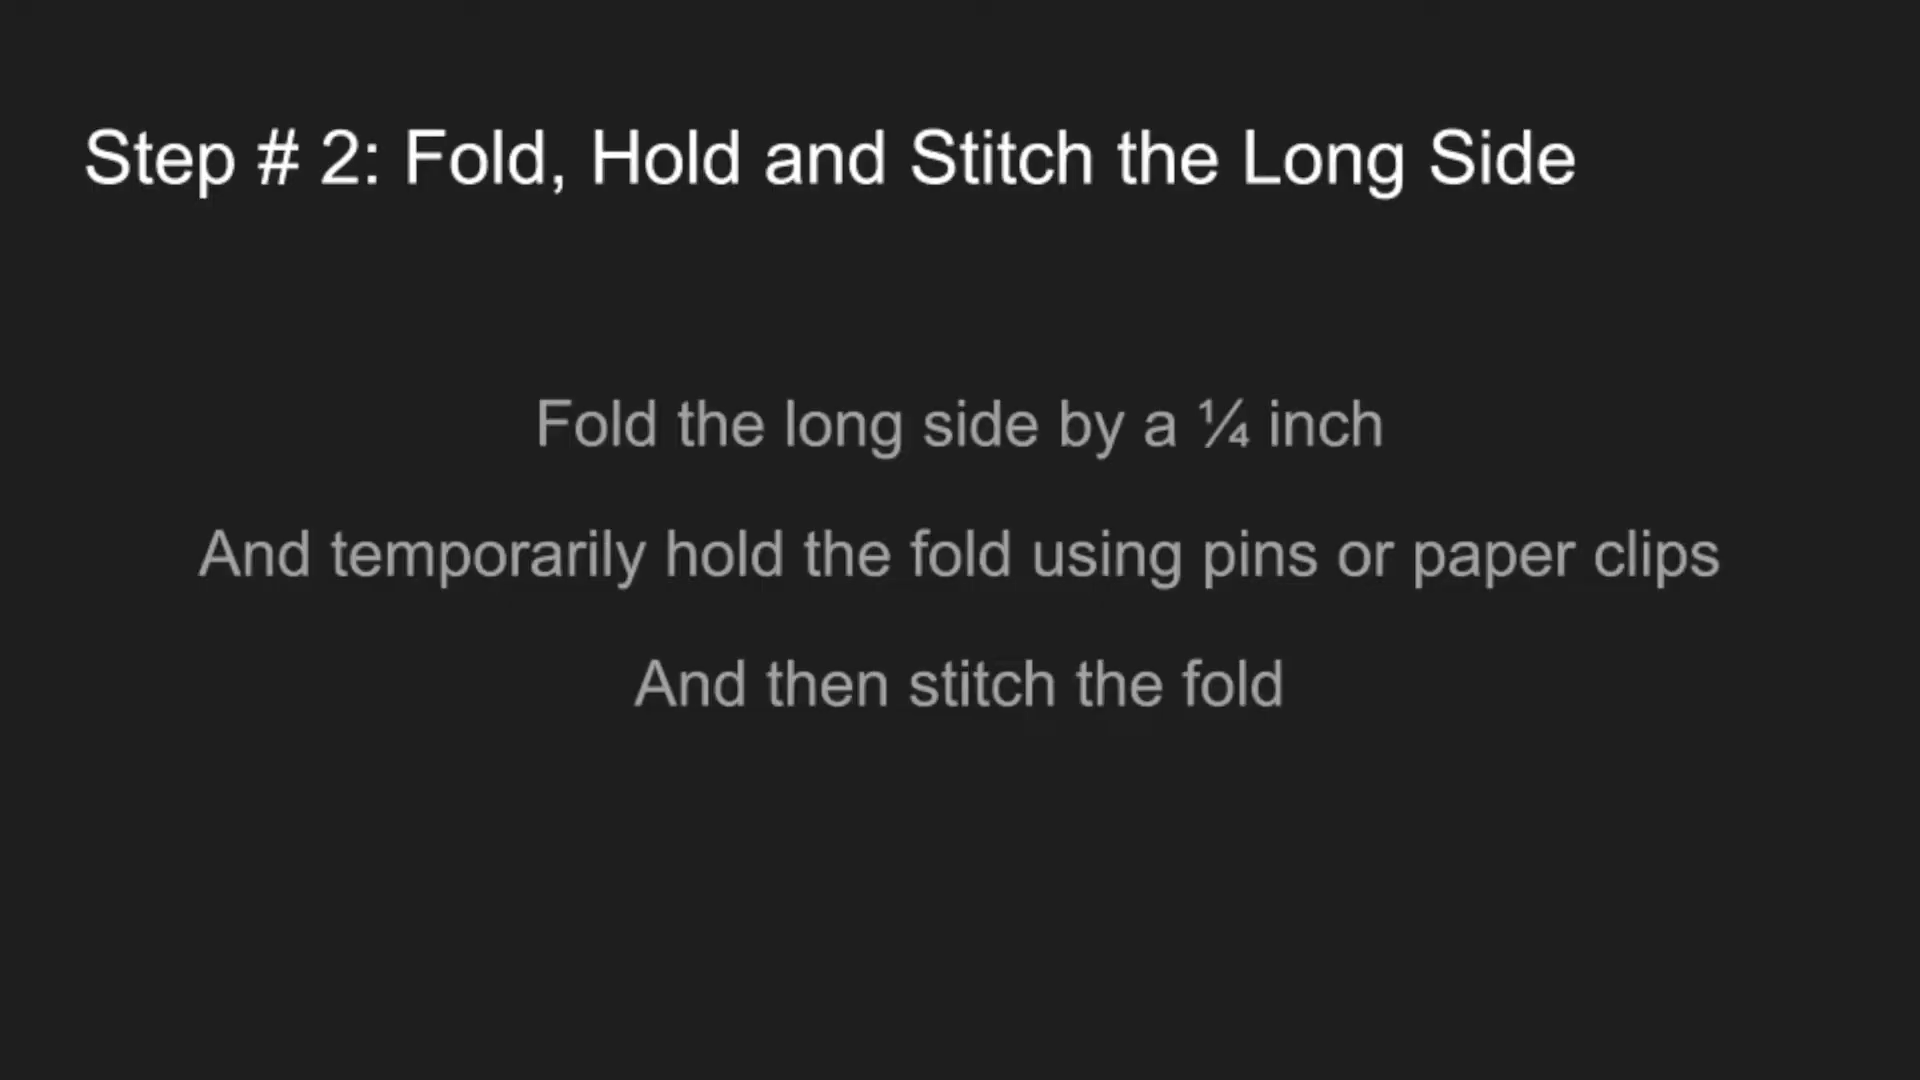 Step # 2: Fold, Hold and Stitch the Long Side
Fold the long side by a ¼ inch
And temporarily hold the fold using pins or paper clips
And then stitch the fold